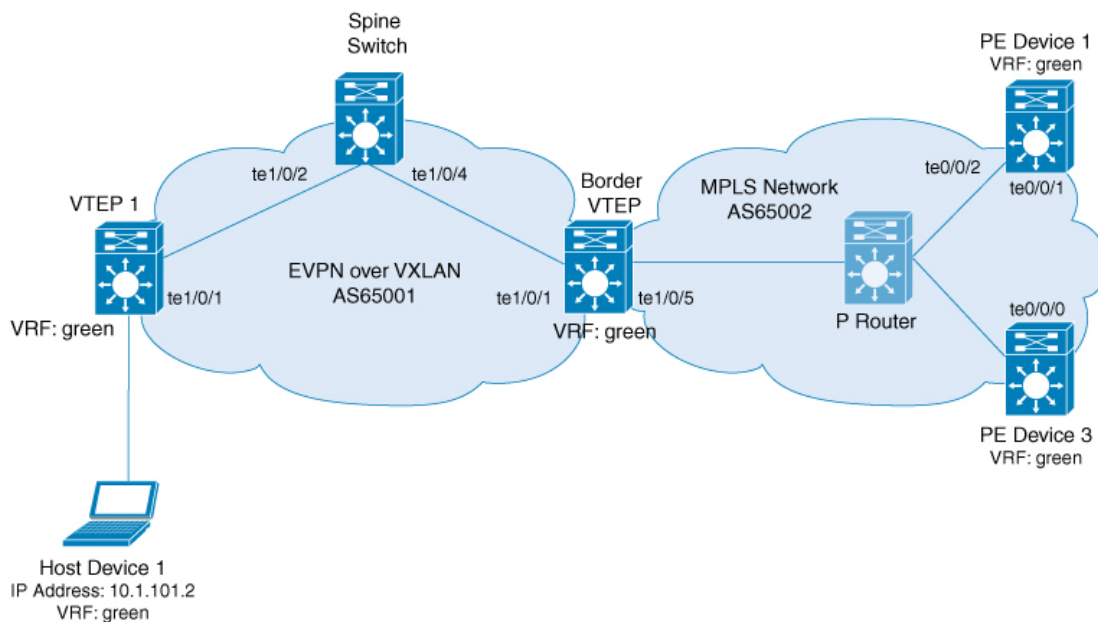 Spine
Switch
PE Device 1
VRF: green
te1/0/2
te1/0/4
te0/0/2
te0/0/1
VTEP 1
Border
VTEP
MPLS Network
AS65002
EVPN over VXLAN
AS65001
te1/0/1
VRF: green
te1/0/1
te1/0/5
VRF: green
P Router
te0/0/0
PE Device 3
VRF: green
Host Device 1
IP Address: 10.1.101.2
VRF: green